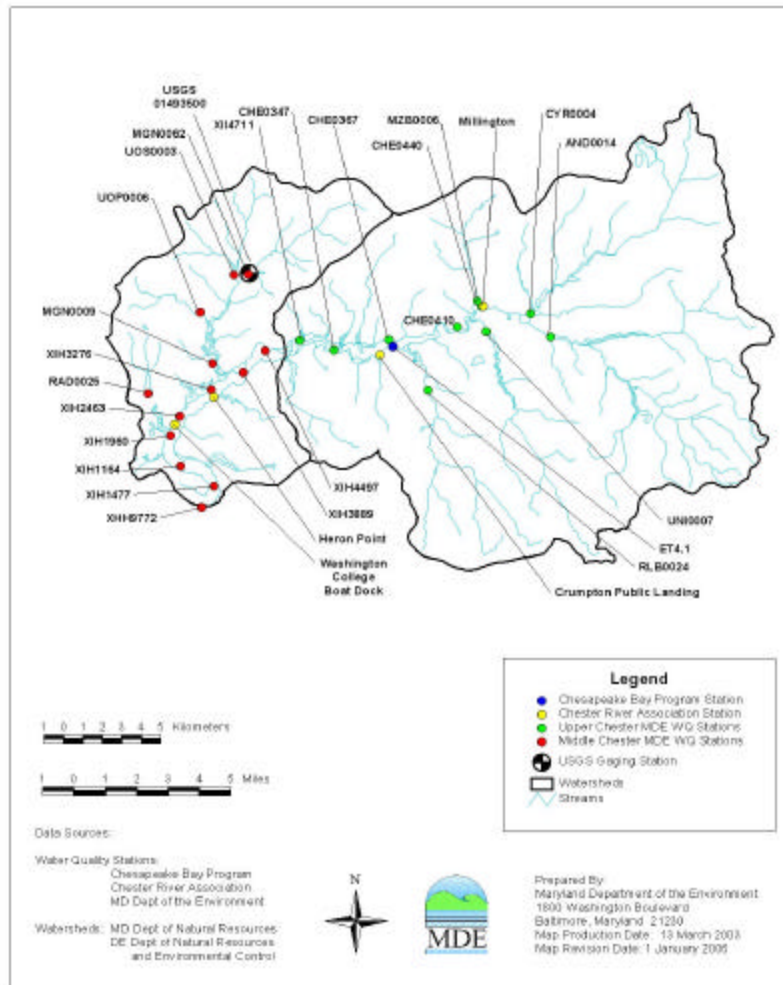 USGS
01493500
CHE0347
XII4711
CHE0367
MZB0006
Millington
CYR0004
MGN0062
CHE0440
AND0014
UOS0003
UOP0006
MGN0009
CHE0410
XIH3276
RAD0025
XIH2463
XIH1960
XIH1164
XIH1477
XHH9772
XIH4497
XIH3889
Heron Point
Washington
College
Boat Dock
UNI0007
ET4.1
RLB0024
Crumpton Public Landing
Legend
Chesapeake Bay Program Station
Chester River Association Station
Upper Chester MDE WQ Stations
Middle Chester MDE WQ Stations
USGS Gaging Station
Watersheds
Streams
1 0 1 2 3 4 5 Kilometers
1 0 1 2 3 4 5 Miles
Data Sources:
Water Quality Stations:
Chesapeake Bay Program
Chester River Association
MD Dept of the Environment
Watersheds: MD Dept of Natural Resources
DE Dept of Natural Resources
and Environmental Control
N
MDE
Prepared By:
Maryland Department of the Environment
1800 Washington Boulevard
Baltimore, Maryland 21230
Map Production Date: 13 March 2003
Map Revision Date: 1 January 2006